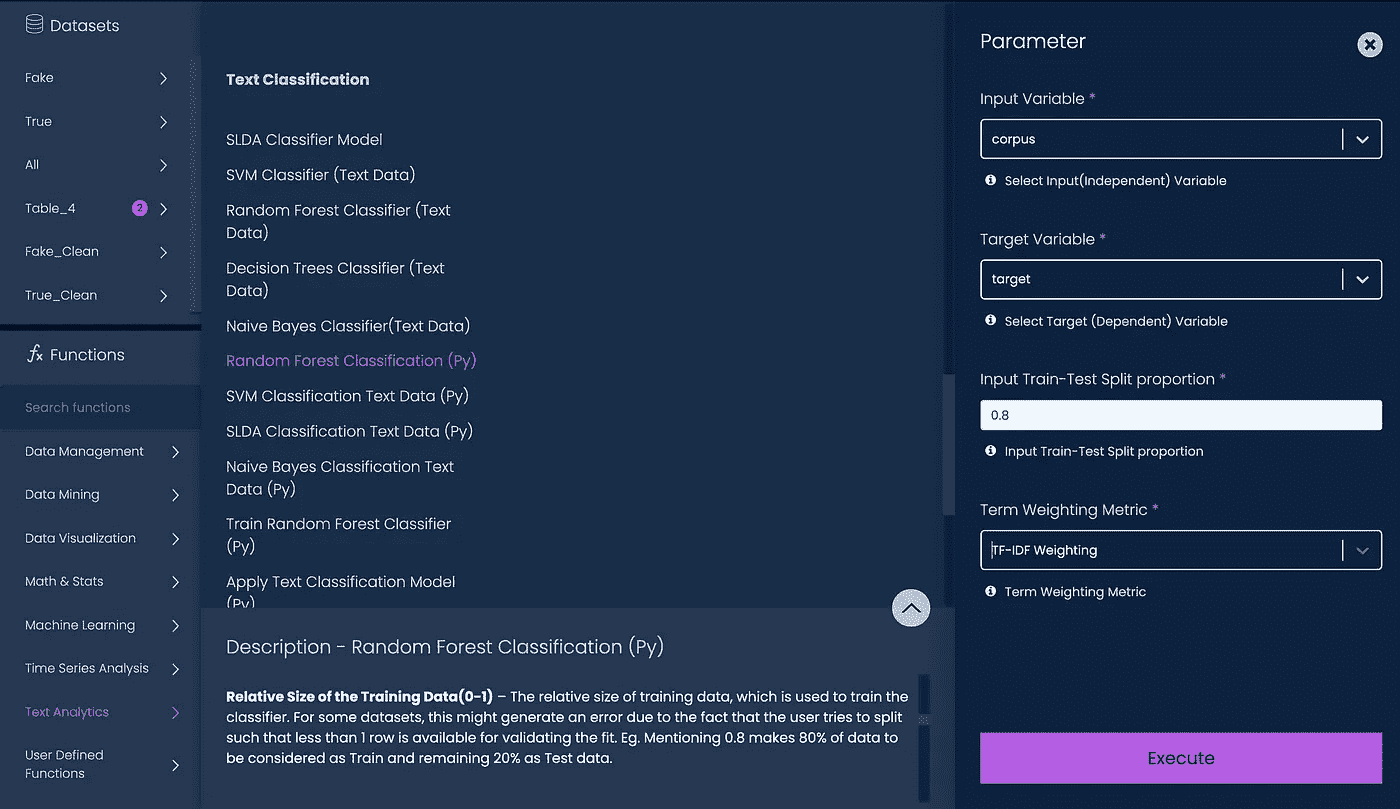 Datasets
Fake
True
All
Table_4
2
Fake_Clean
True_Clean
fx Functions
Search functions
Data Management
Data Mining
Data Visualization
Math & Stats
Machine Learning
Time Series Analysis
Text Analytics
User Defined
Functions
Text Classification
SLDA Classifier Model
SVM Classifier (Text Data)
Random Forest Classifier (Text
Data)
Decision Trees Classifier (Text
Data)
Naive Bayes Classifier(Text Data)
Random Forest Classification (Py)
SVM Classification Text Data (Py)
SLDA Classification Text Data (Py)
Naive Bayes Classification Text
Data (Py)
Train Random Forest Classifier
(Py)
Apply Text Classification Model
(Py)
Description - Random Forest Classification (Py)
Relative Size of the Training Data(0-1) – The relative size of training data, which is used to train the
classifier. For some datasets, this might generate an error due to the fact that the user tries to split
such that less than 1 row is available for validating the fit. Eg. Mentioning 0.8 makes 80% of data to
be considered as Train and remaining 20% as Test data.
Parameter
Input Variable *
corpus
Select Input(Independent) Variable
Target Variable *
target
Select Target (Dependent) Variable
Input Train-Test Split proportion *
0.8
Input Train-Test Split proportion
Term Weighting Metric *
TF-IDF Weighting
Term Weighting Metric
Execute